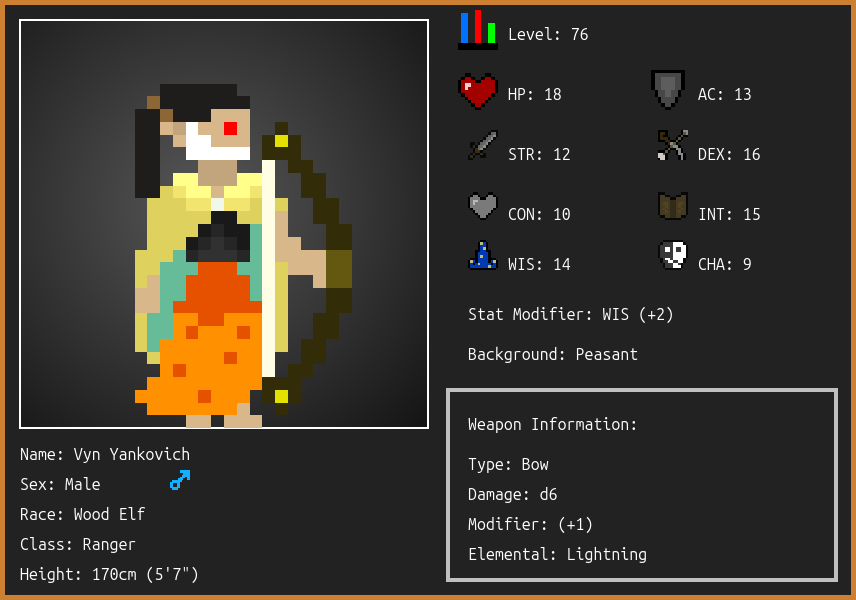 Level: 76
HP: 18
AC: 13
STR: 12
DEX: 16
CON: 10
INT: 15
WIS: 14
CHA: 9
Stat Modifier: WIS (+2)
Background: Peasant
Weapon Information:
Type: Bow
Damage: d6
Modifier: (+1)
Elemental: Lightning
Name: Vyn Yankovich
Sex: Male
Race: Wood Elf
Class: Ranger
Height: 170cm (5'7")